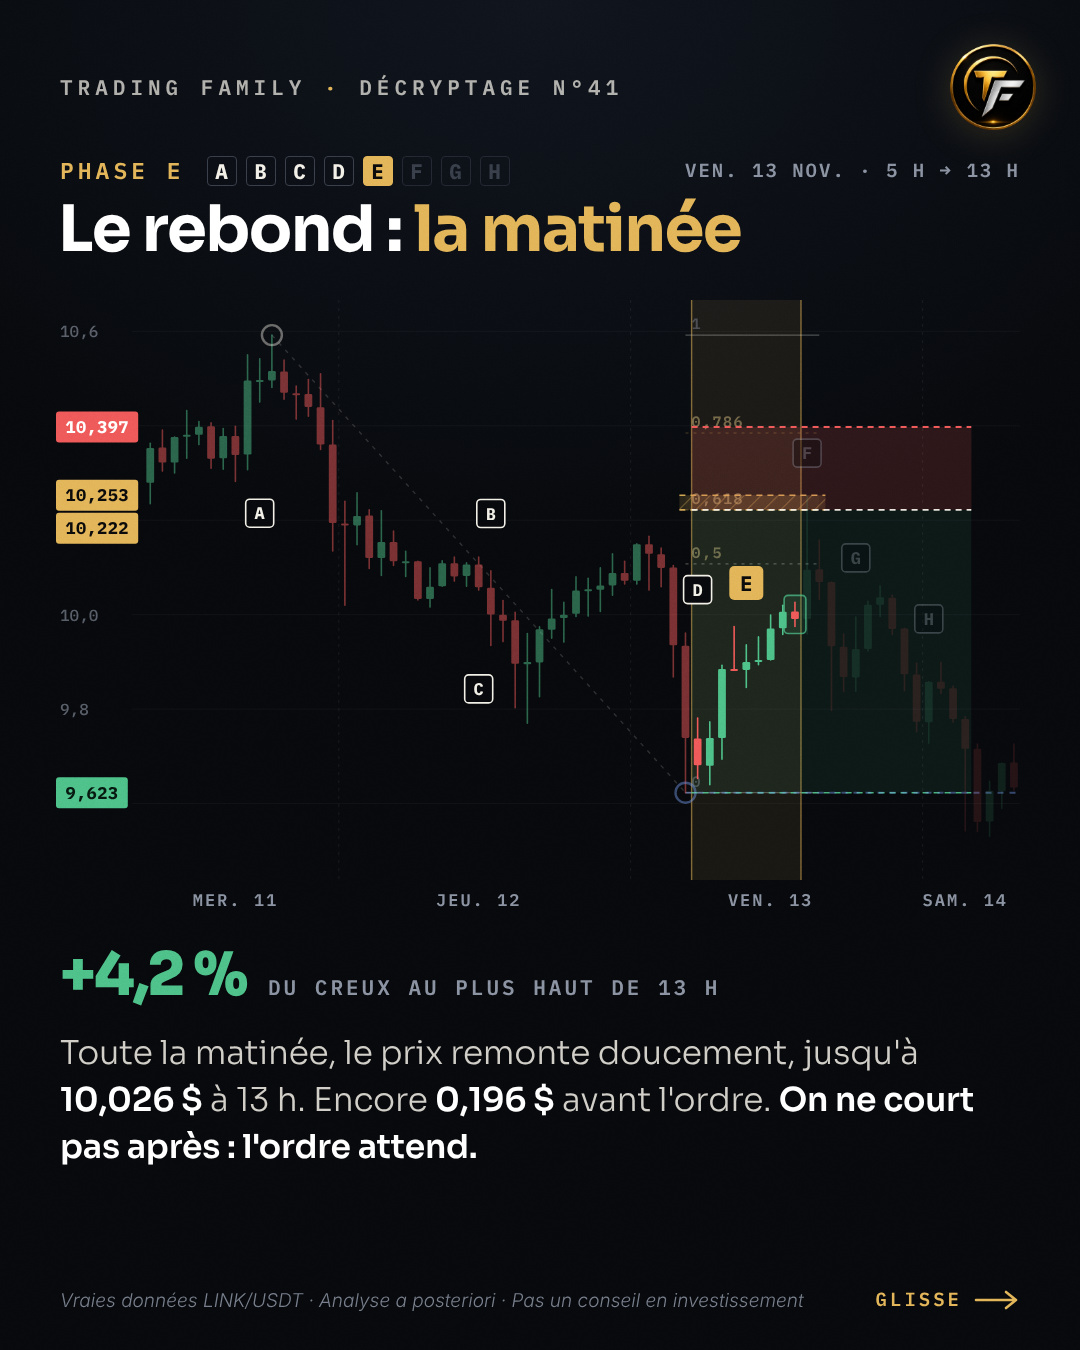 TRADING FAMILY · DÉCRYPTAGE N°41
TF
PHASE E A B C D E F G H
VEN. 13 NOV. · 5 H → 13 H
Le rebond : la matinée
10,6
10,397
10,253
10,222
10,0
9,8
9,623
1
0,786
0,618
0,5
0
A
B
C
D
E
F
G
H
MER. 11
JEU. 12
VEN. 13
SAM. 14
+4,2 % DU CREUX AU PLUS HAUT DE 13 H
Toute la matinée, le prix remonte doucement, jusqu'à
10,026 $ à 13 h. Encore 0,196 $ avant l'ordre. On ne court
pas après : l'ordre attend.
Vraies données LINK/USDT · Analyse a posteriori · Pas un conseil en investissement
GLISSE →